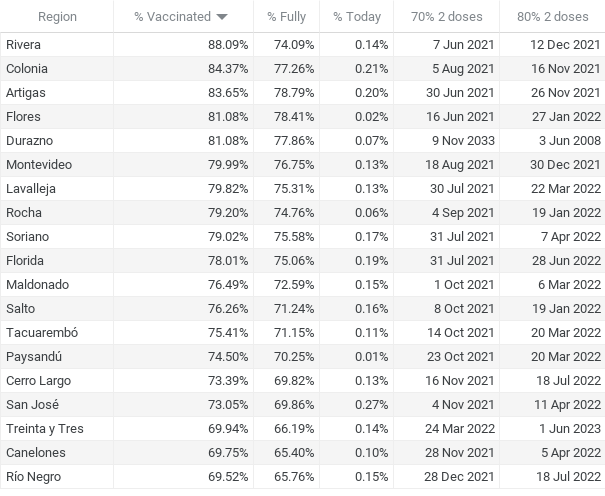 Region % Vaccinated % Fully % Today 70% 2 doses 80% 2 doses
Rivera 88.09% 74.09% 0.14% 7 Jun 2021 12 Dec 2021
Colonia 84.37% 77.26% 0.21% 5 Aug 2021 16 Nov 2021
Artigas 83.65% 78.79% 0.20% 30 Jun 2021 26 Nov 2021
Flores 81.08% 78.41% 0.02% 16 Jun 2021 27 Jan 2022
Durazno 81.08% 77.86% 0.07% 9 Nov 2033 3 Jun 2008
Montevideo 79.99% 76.75% 0.13% 18 Aug 2021 30 Dec 2021
Lavalleja 79.82% 75.31% 0.13% 30 Jul 2021 22 Mar 2022
Rocha 79.20% 74.76% 0.06% 4 Sep 2021 19 Jan 2022
Soriano 79.02% 75.58% 0.17% 31 Jul 2021 7 Apr 2022
Florida 78.01% 75.06% 0.19% 31 Jul 2021 28 Jun 2022
Maldonado 76.49% 72.59% 0.15% 1 Oct 2021 6 Mar 2022
Salto 76.26% 71.24% 0.16% 8 Oct 2021 19 Jan 2022
Tacuarembó 75.41% 71.15% 0.11% 14 Oct 2021 20 Mar 2022
Paysandú 74.50% 70.25% 0.01% 23 Oct 2021 20 Mar 2022
Cerro Largo 73.39% 69.82% 0.13% 16 Nov 2021 18 Jul 2022
San José 73.05% 69.86% 0.27% 4 Nov 2021 11 Apr 2022
Treinta y Tres 69.94% 66.19% 0.14% 24 Mar 2022 1 Jun 2023
Canelones 69.75% 65.40% 0.10% 28 Nov 2021 5 Apr 2022
Río Negro 69.52% 65.76% 0.15% 28 Dec 2021 18 Jul 2022